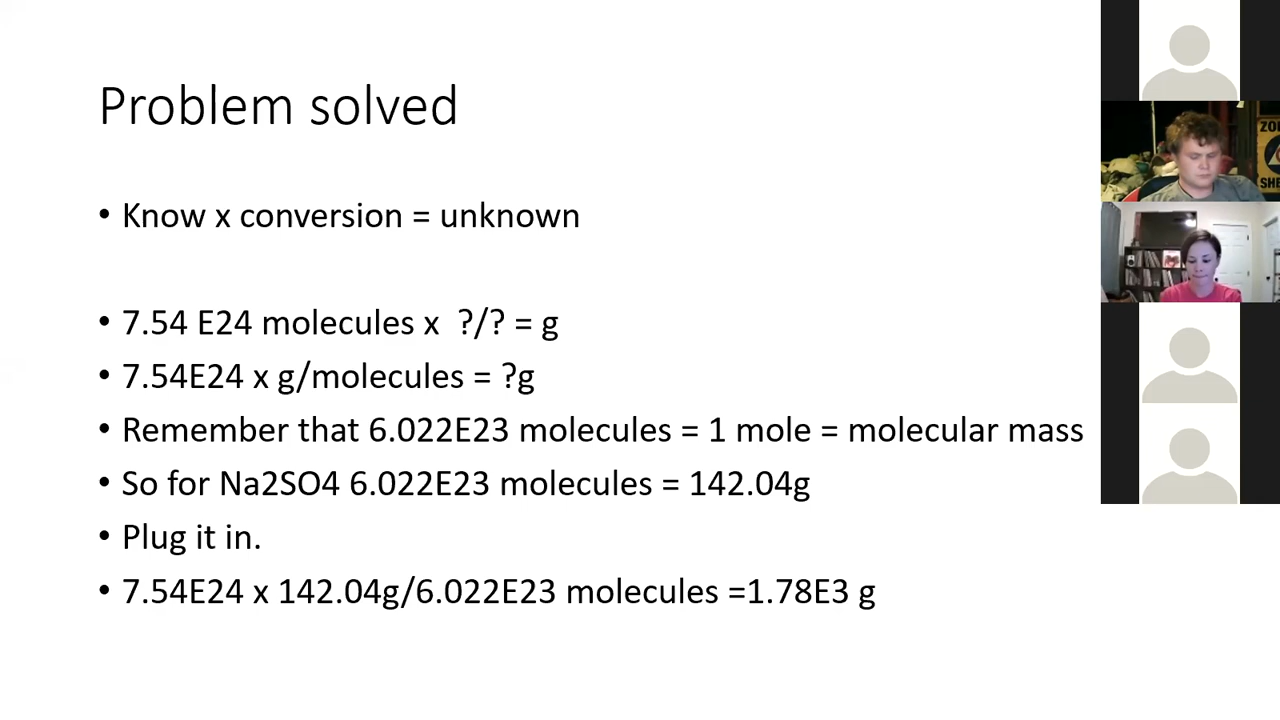 Problem solved
• Know x conversion = unknown
• 7.54 E24 molecules x ?/? = g
• 7.54E24 x g/molecules = ?g
• Remember that 6.022E23 molecules = 1 mole = molecular mass
• So for Na2SO4 6.022E23 molecules = 142.04g
• Plug it in.
• 7.54E24 x 142.04g/6.022E23 molecules =1.78E3 g
ZO
SHE